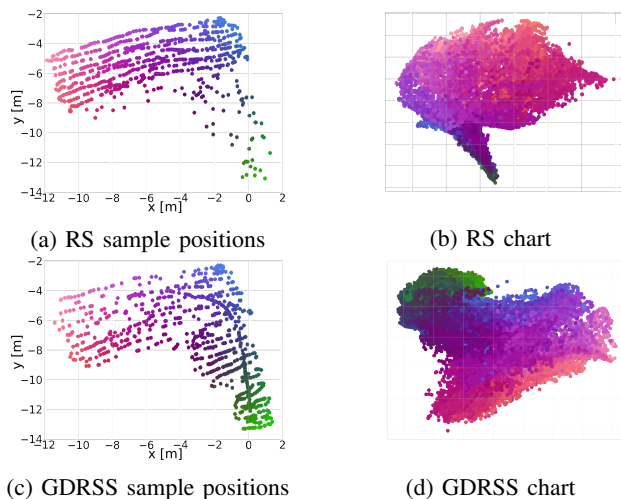 −2
−4
−6
−8
−10
−12
−14
y [m]
−12 −10 −8 −6 −4 −2 0 2
x [m]
(a) RS sample positions
(b) RS chart
−2
−4
−6
−8
−10
−12
−14
y [m]
−12 −10 −8 −6 −4 −2 0 2
x [m]
(c) GDRSS sample positions
(d) GDRSS chart